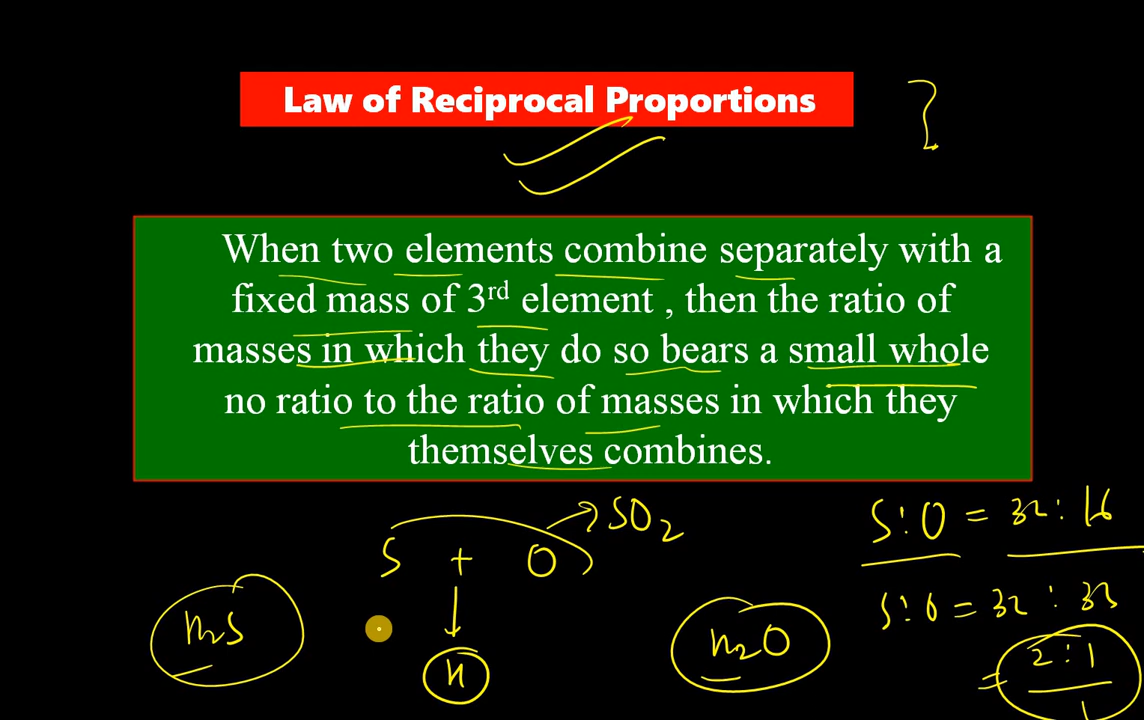 Law of Reciprocal Proportions
When two elements combine separately with a
fixed mass of 3rd element , then the ratio of
masses in which they do so bears a small whole
no ratio to the ratio of masses in which they
themselves combines.
S + O → SO2
S : O = 32 : 16
S : O = 32 : 32
H2S
H
H2O
= 2 : 1
1